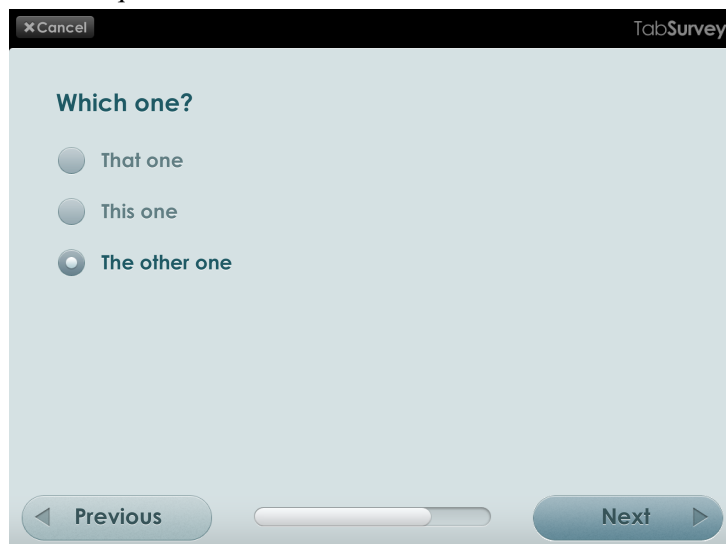 Cancel
TabSurvey
Which one?
That one
This one
The other one
Previous
Next